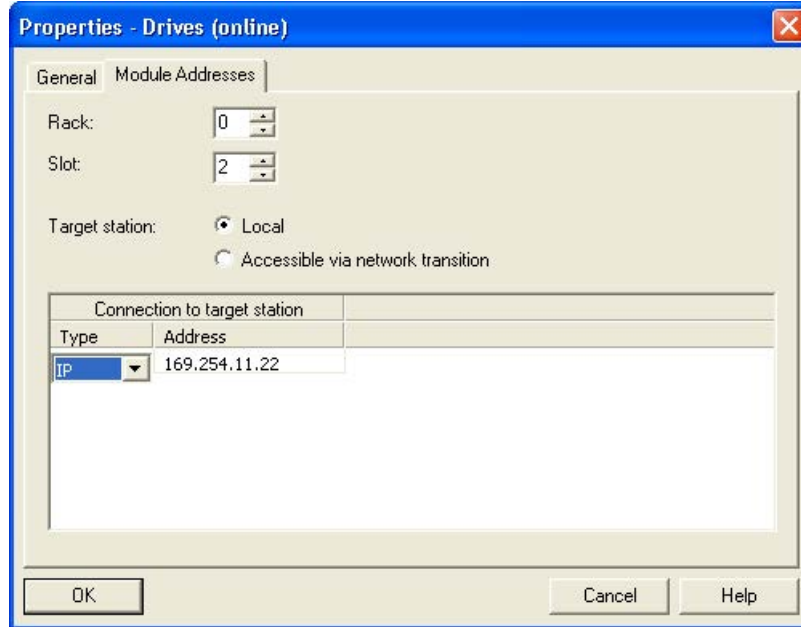 Properties - Drives (online)
General Module Addresses
Rack: 0
Slot: 2
Target station: Local
Accessible via network transition
Connection to target station
Type Address
IP 169.254.11.22
OK Cancel Help